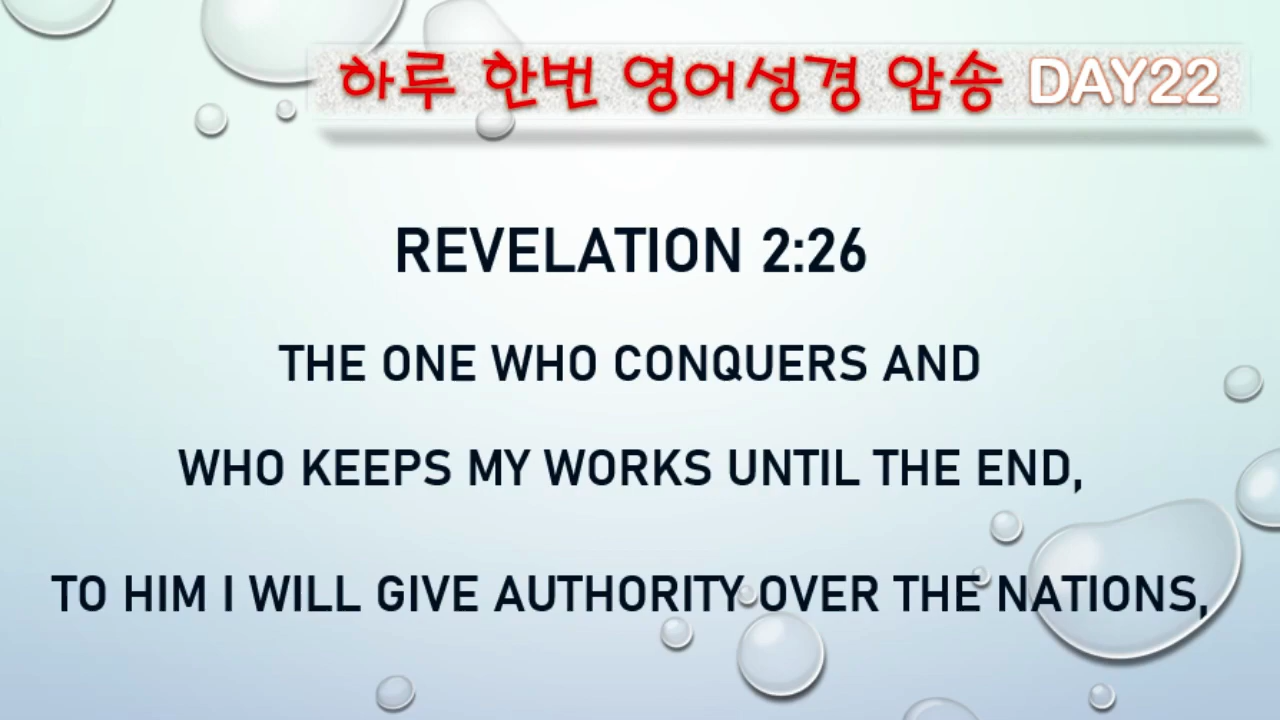 하루 한번 영어성경 암송 DAY22
REVELATION 2:26
THE ONE WHO CONQUERS AND
WHO KEEPS MY WORKS UNTIL THE END,
TO HIM I WILL GIVE AUTHORITY OVER THE NATIONS,